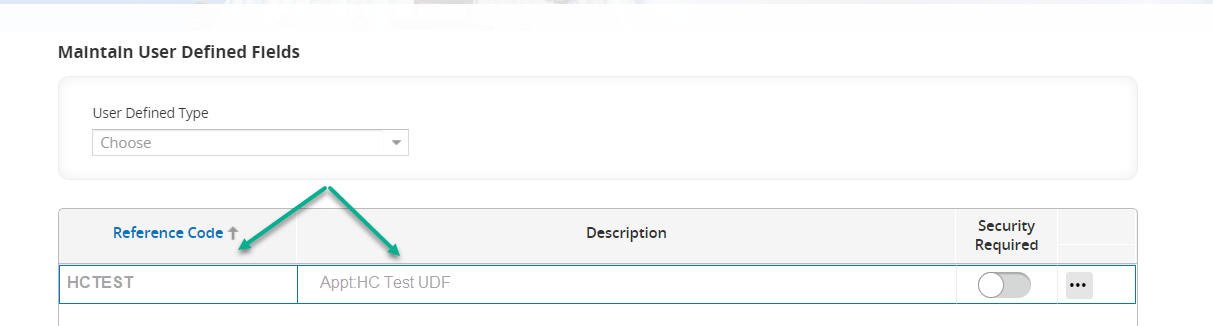 Maintain User Defined Fields
User Defined Type
Choose
Reference Code
Description
Security
Required
HCTEST
Appt:HC Test UDF